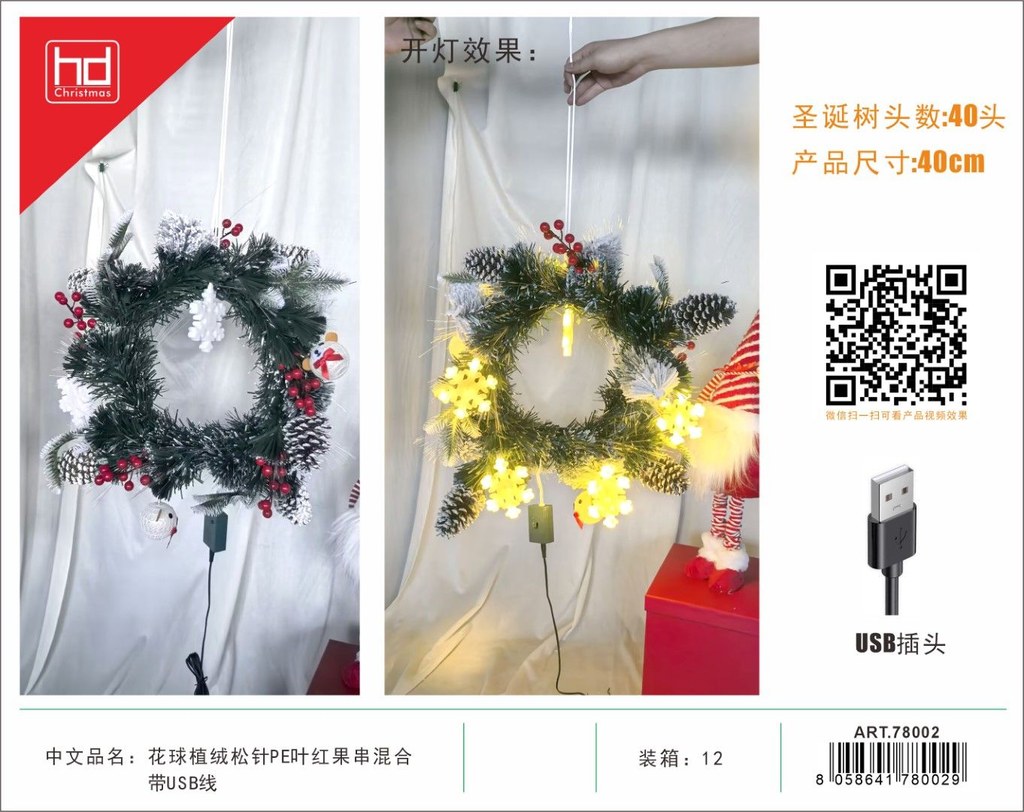 hd
Christmas
开灯效果：
圣诞树头数:40头
产品尺寸:40cm
微信扫一扫可看产品视频效果
USB插头
中文品名：花球植绒松针PE叶红果串混合
带USB线
装箱：12
ART.78002
8 058641 780029